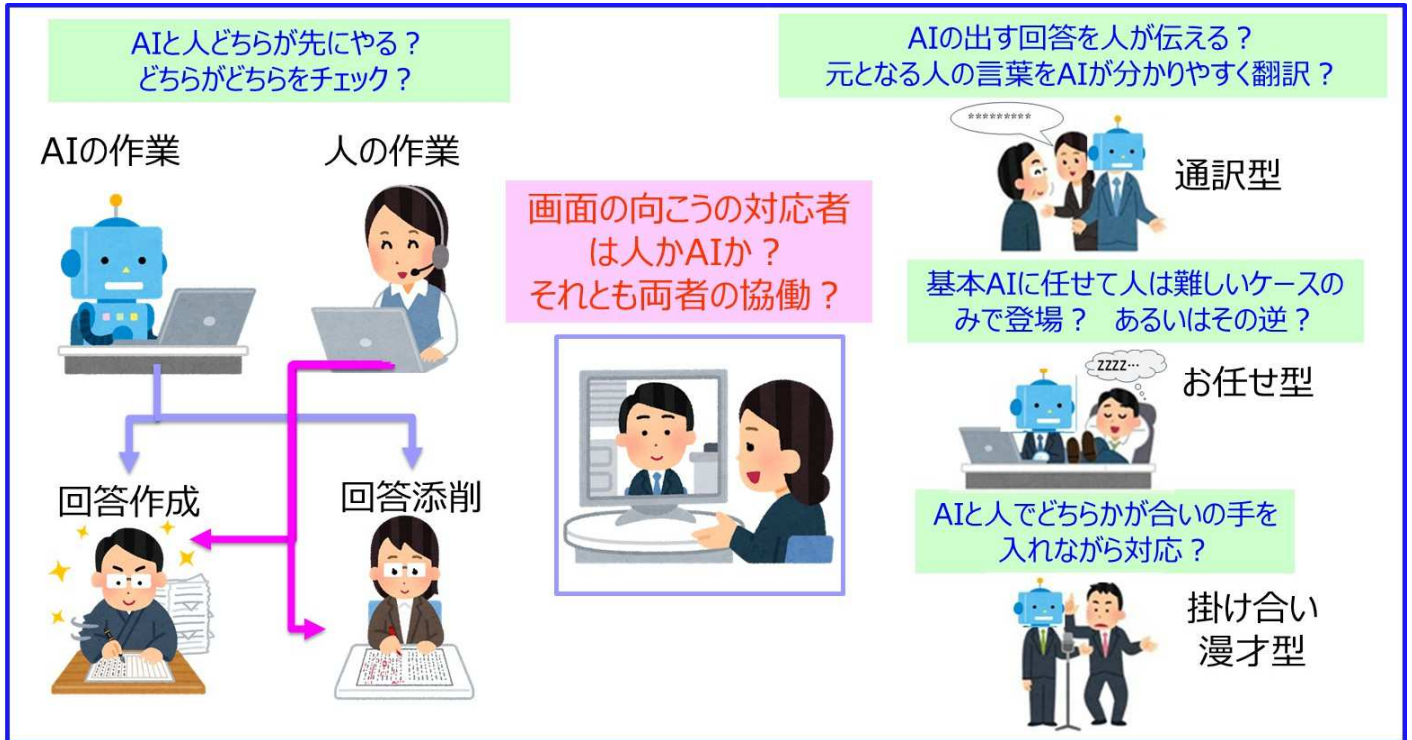 AIと人どちらが先にやる？
どちらがどちらをチェック？
AIの作業
人の作業
回答作成
回答添削
画面の向こうの対応者
は人かAIか？
それとも両者の協働？
AIの出す回答を人が伝える？
元となる人の言葉をAIが分かりやすく翻訳？
*********
通訳型
基本AIに任せて人は難しいケースの
みで登場？　あるいはその逆？
ZZZZ…
お任せ型
AIと人でどちらかが合いの手を
入れながら対応？
掛け合い
漫才型